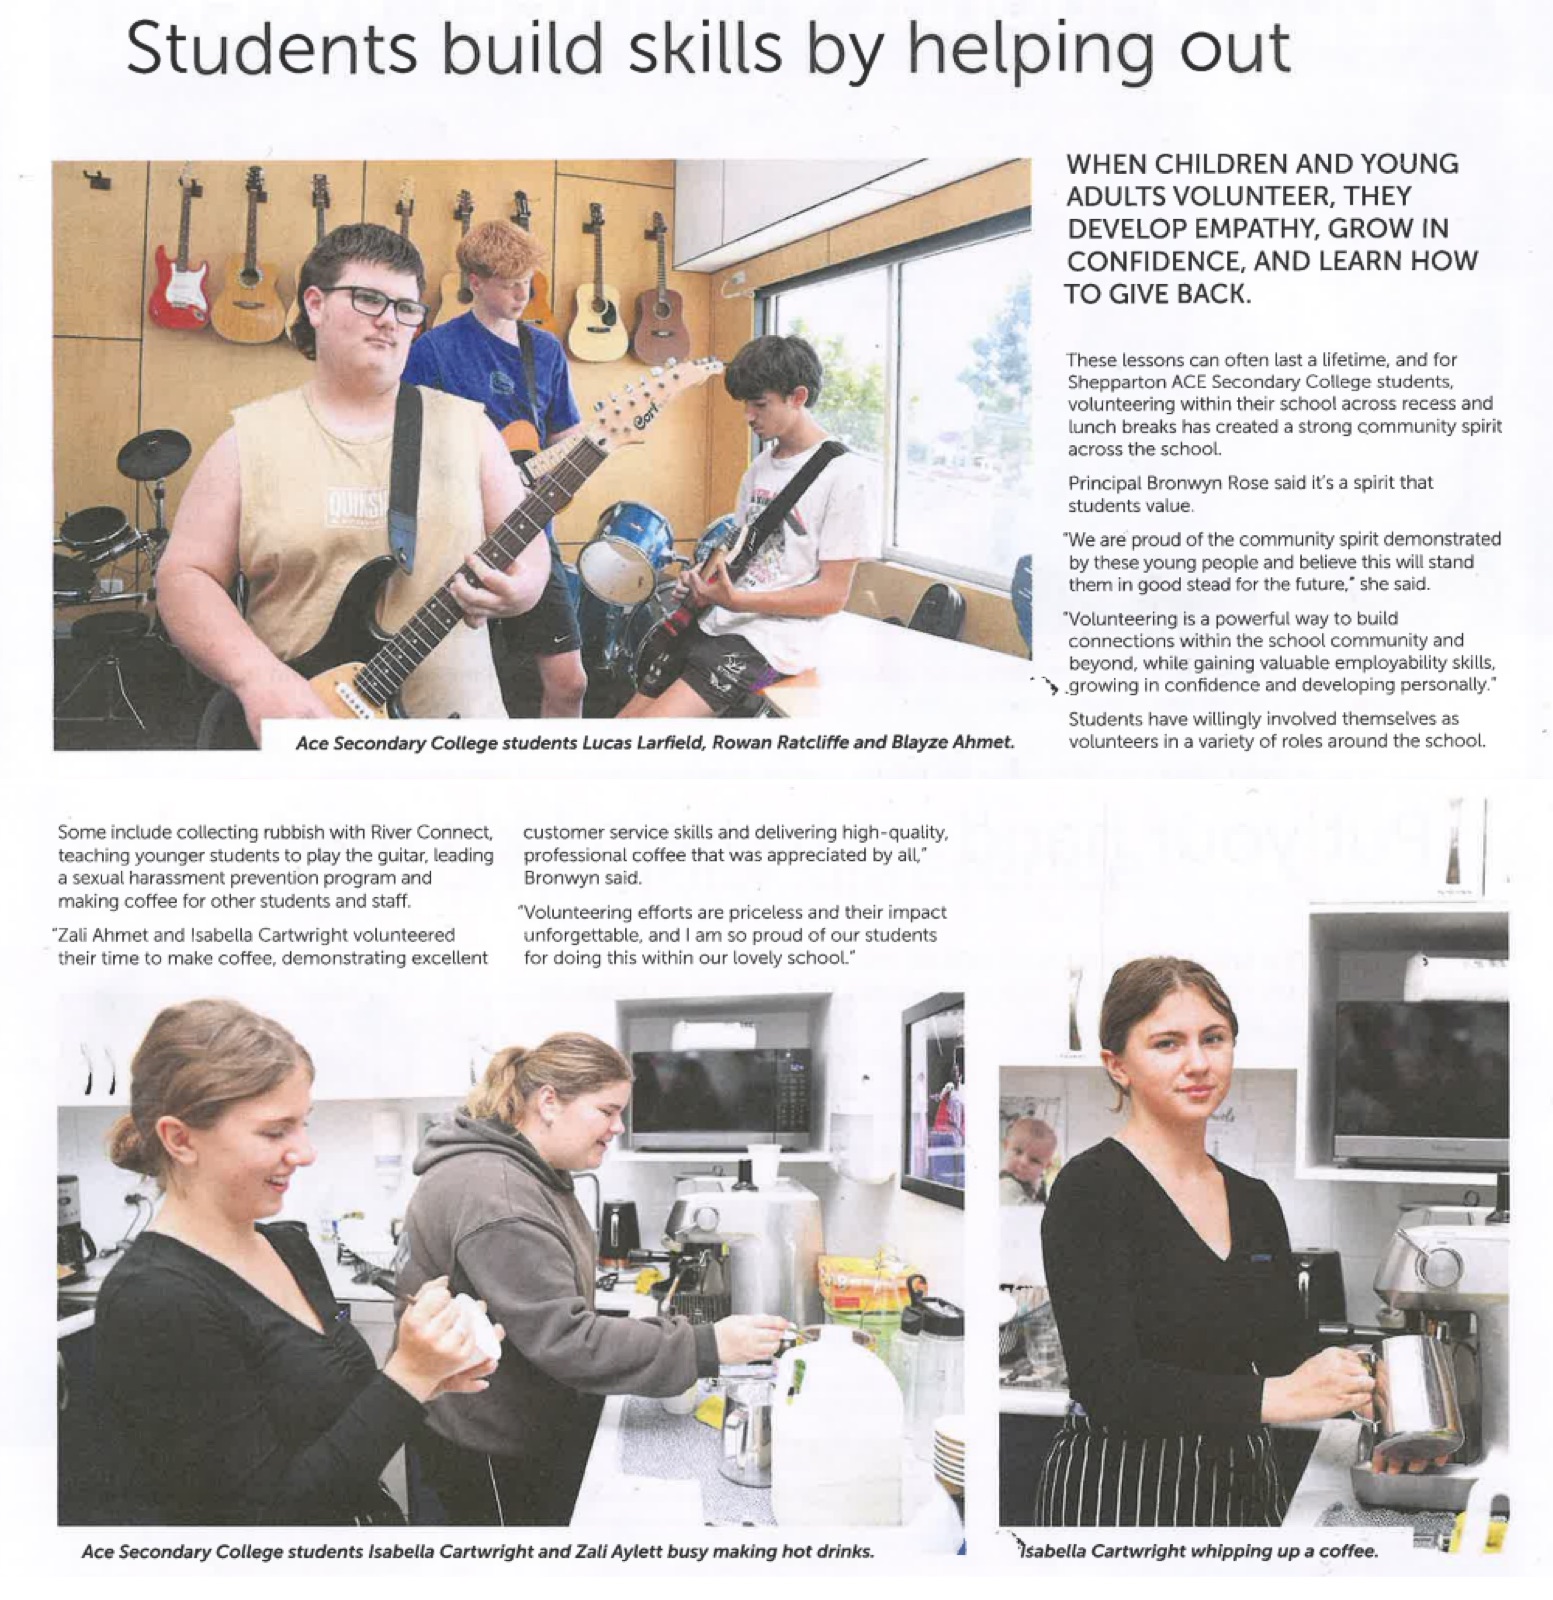 Students build skills by helping out
WHEN CHILDREN AND YOUNG
ADULTS VOLUNTEER, THEY
DEVELOP EMPATHY, GROW IN
CONFIDENCE, AND LEARN HOW
TO GIVE BACK.
These lessons can often last a lifetime, and for
Shepparton ACE Secondary College students,
volunteering within their school across recess and
lunch breaks has created a strong community spirit
across the school.
Principal Bronwyn Rose said it's a spirit that
students value.
"We are proud of the community spirit demonstrated
by these young people and believe this will stand
them in good stead for the future," she said.
"Volunteering is a powerful way to build
connections within the school community and
beyond, while gaining valuable employability skills,
growing in confidence and developing personally."
Students have willingly involved themselves as
volunteers in a variety of roles around the school.
Cort
QUIKS
Ace Secondary College students Lucas Larfield, Rowan Ratcliffe and Blayze Ahmet.
Some include collecting rubbish with River Connect,
teaching younger students to play the guitar, leading
a sexual harassment prevention program and
making coffee for other students and staff.
"Zali Ahmet and Isabella Cartwright volunteered
their time to make coffee, demonstrating excellent
customer service skills and delivering high-quality,
professional coffee that was appreciated by all,"
Bronwyn said.
"Volunteering efforts are priceless and their impact
unforgettable, and I am so proud of our students
for doing this within our lovely school."
Ace Secondary College students Isabella Cartwright and Zali Aylett busy making hot drinks.
Isabella Cartwright whipping up a coffee.